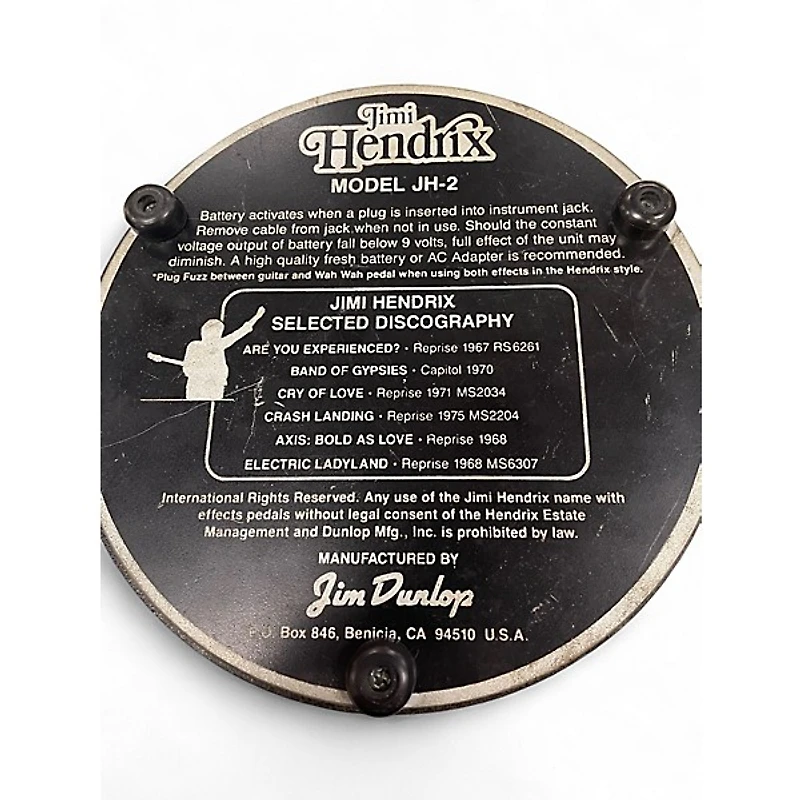 Jimi
Hendrix
MODEL JH-2
Battery activates when a plug is inserted into instrument jack.
Remove cable from jack when not in use. Should the constant
voltage output of battery fall below 9 volts, full effect of the unit may
diminish. A high quality fresh battery or AC Adapter is recommended.
*Plug Fuzz between guitar and Wah Wah pedal when using both effects in the Hendrix style.
JIMI HENDRIX
SELECTED DISCOGRAPHY
ARE YOU EXPERIENCED? · Reprise 1967 RS6261
BAND OF GYPSIES · Capitol 1970
CRY OF LOVE · Reprise 1971 MS2034
CRASH LANDING · Reprise 1975 MS2204
AXIS: BOLD AS LOVE · Reprise 1968
ELECTRIC LADYLAND · Reprise 1968 MS6307
International Rights Reserved. Any use of the Jimi Hendrix name with
effects pedals without legal consent of the Hendrix Estate
Management and Dunlop Mfg., Inc. is prohibited by law.
MANUFACTURED BY
Jim Dunlop
P.O. Box 846, Benicia, CA 94510 U.S.A.